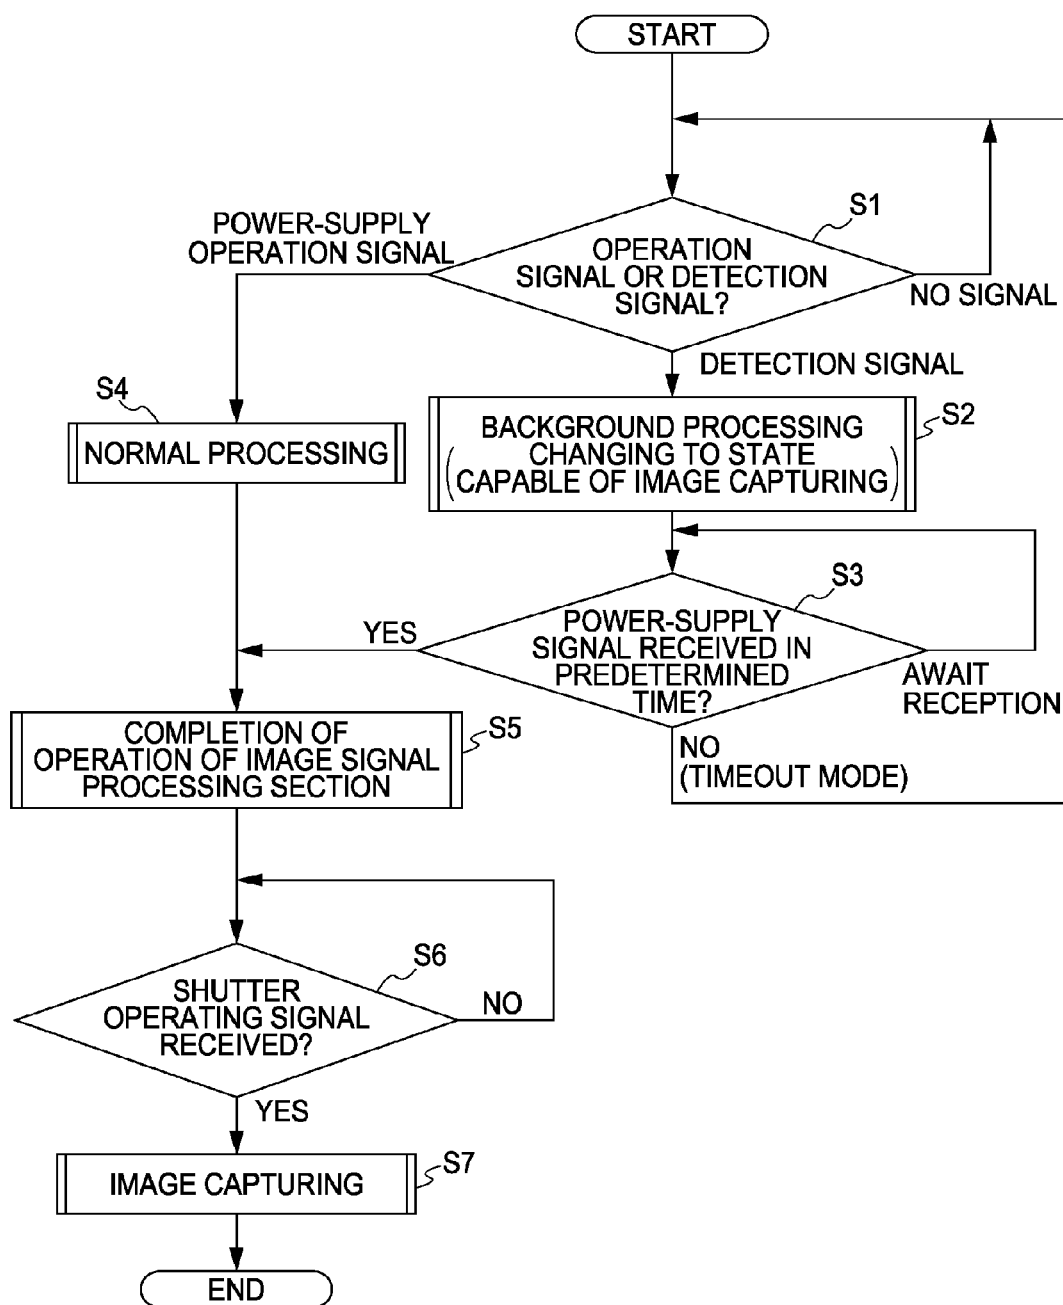 START
S1
POWER-SUPPLY
OPERATION SIGNAL
OPERATION
SIGNAL OR DETECTION
SIGNAL?
NO SIGNAL
DETECTION SIGNAL
S4
NORMAL PROCESSING
S2
BACKGROUND PROCESSING
(CHANGING TO STATE
CAPABLE OF IMAGE CAPTURING)
S3
POWER-SUPPLY
SIGNAL RECEIVED IN
PREDETERMINED
TIME?
YES
AWAIT
RECEPTION
NO
(TIMEOUT MODE)
S5
COMPLETION OF
OPERATION OF IMAGE SIGNAL
PROCESSING SECTION
S6
SHUTTER
OPERATING SIGNAL
RECEIVED?
NO
YES
S7
IMAGE CAPTURING
END